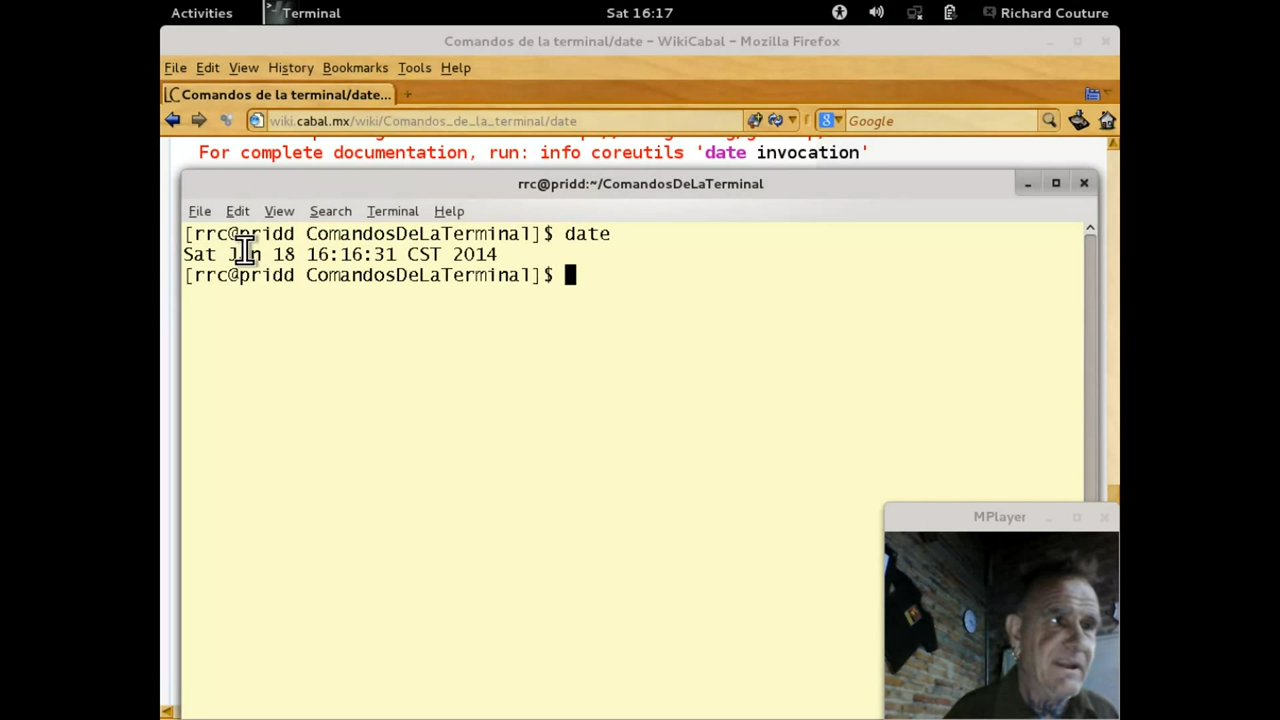 Activities Terminal Sat 16:17 Richard Couture
Comandos de la terminal/date – WikiCabal – Mozilla Firefox
File Edit View History Bookmarks Tools Help
Comandos de la terminal/date...
wiki.cabal.mx/wiki/Comandos_de_la_terminal/date Google
For complete documentation, run: info coreutils 'date invocation'
rrc@pridd:~/ComandosDeLaTerminal
File Edit View Search Terminal Help
[rrc@pridd ComandosDeLaTerminal]$ date
Sat Jan 18 16:16:31 CST 2014
[rrc@pridd ComandosDeLaTerminal]$
MPlayer